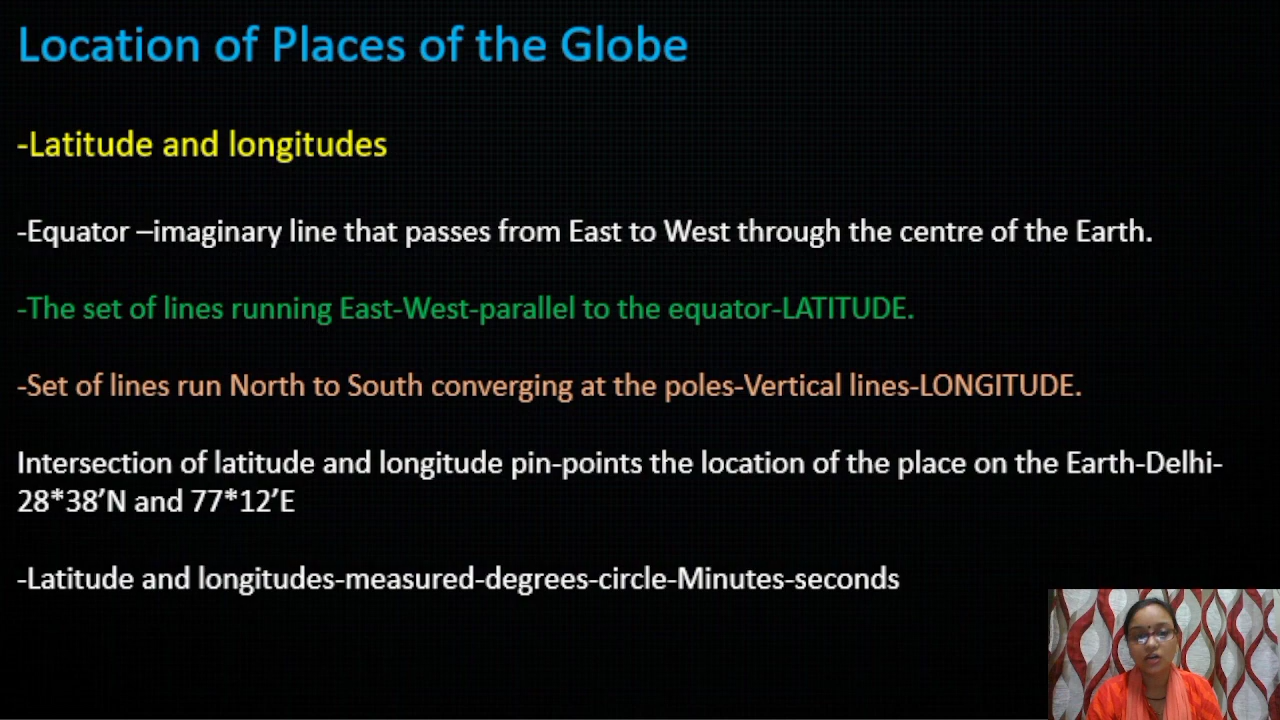 Location of Places of the Globe
-Latitude and longitudes
-Equator –imaginary line that passes from East to West through the centre of the Earth.
-The set of lines running East-West-parallel to the equator-LATITUDE.
-Set of lines run North to South converging at the poles-Vertical lines-LONGITUDE.
Intersection of latitude and longitude pin-points the location of the place on the Earth-Delhi-
28*38’N and 77*12’E
-Latitude and longitudes-measured-degrees-circle-Minutes-seconds